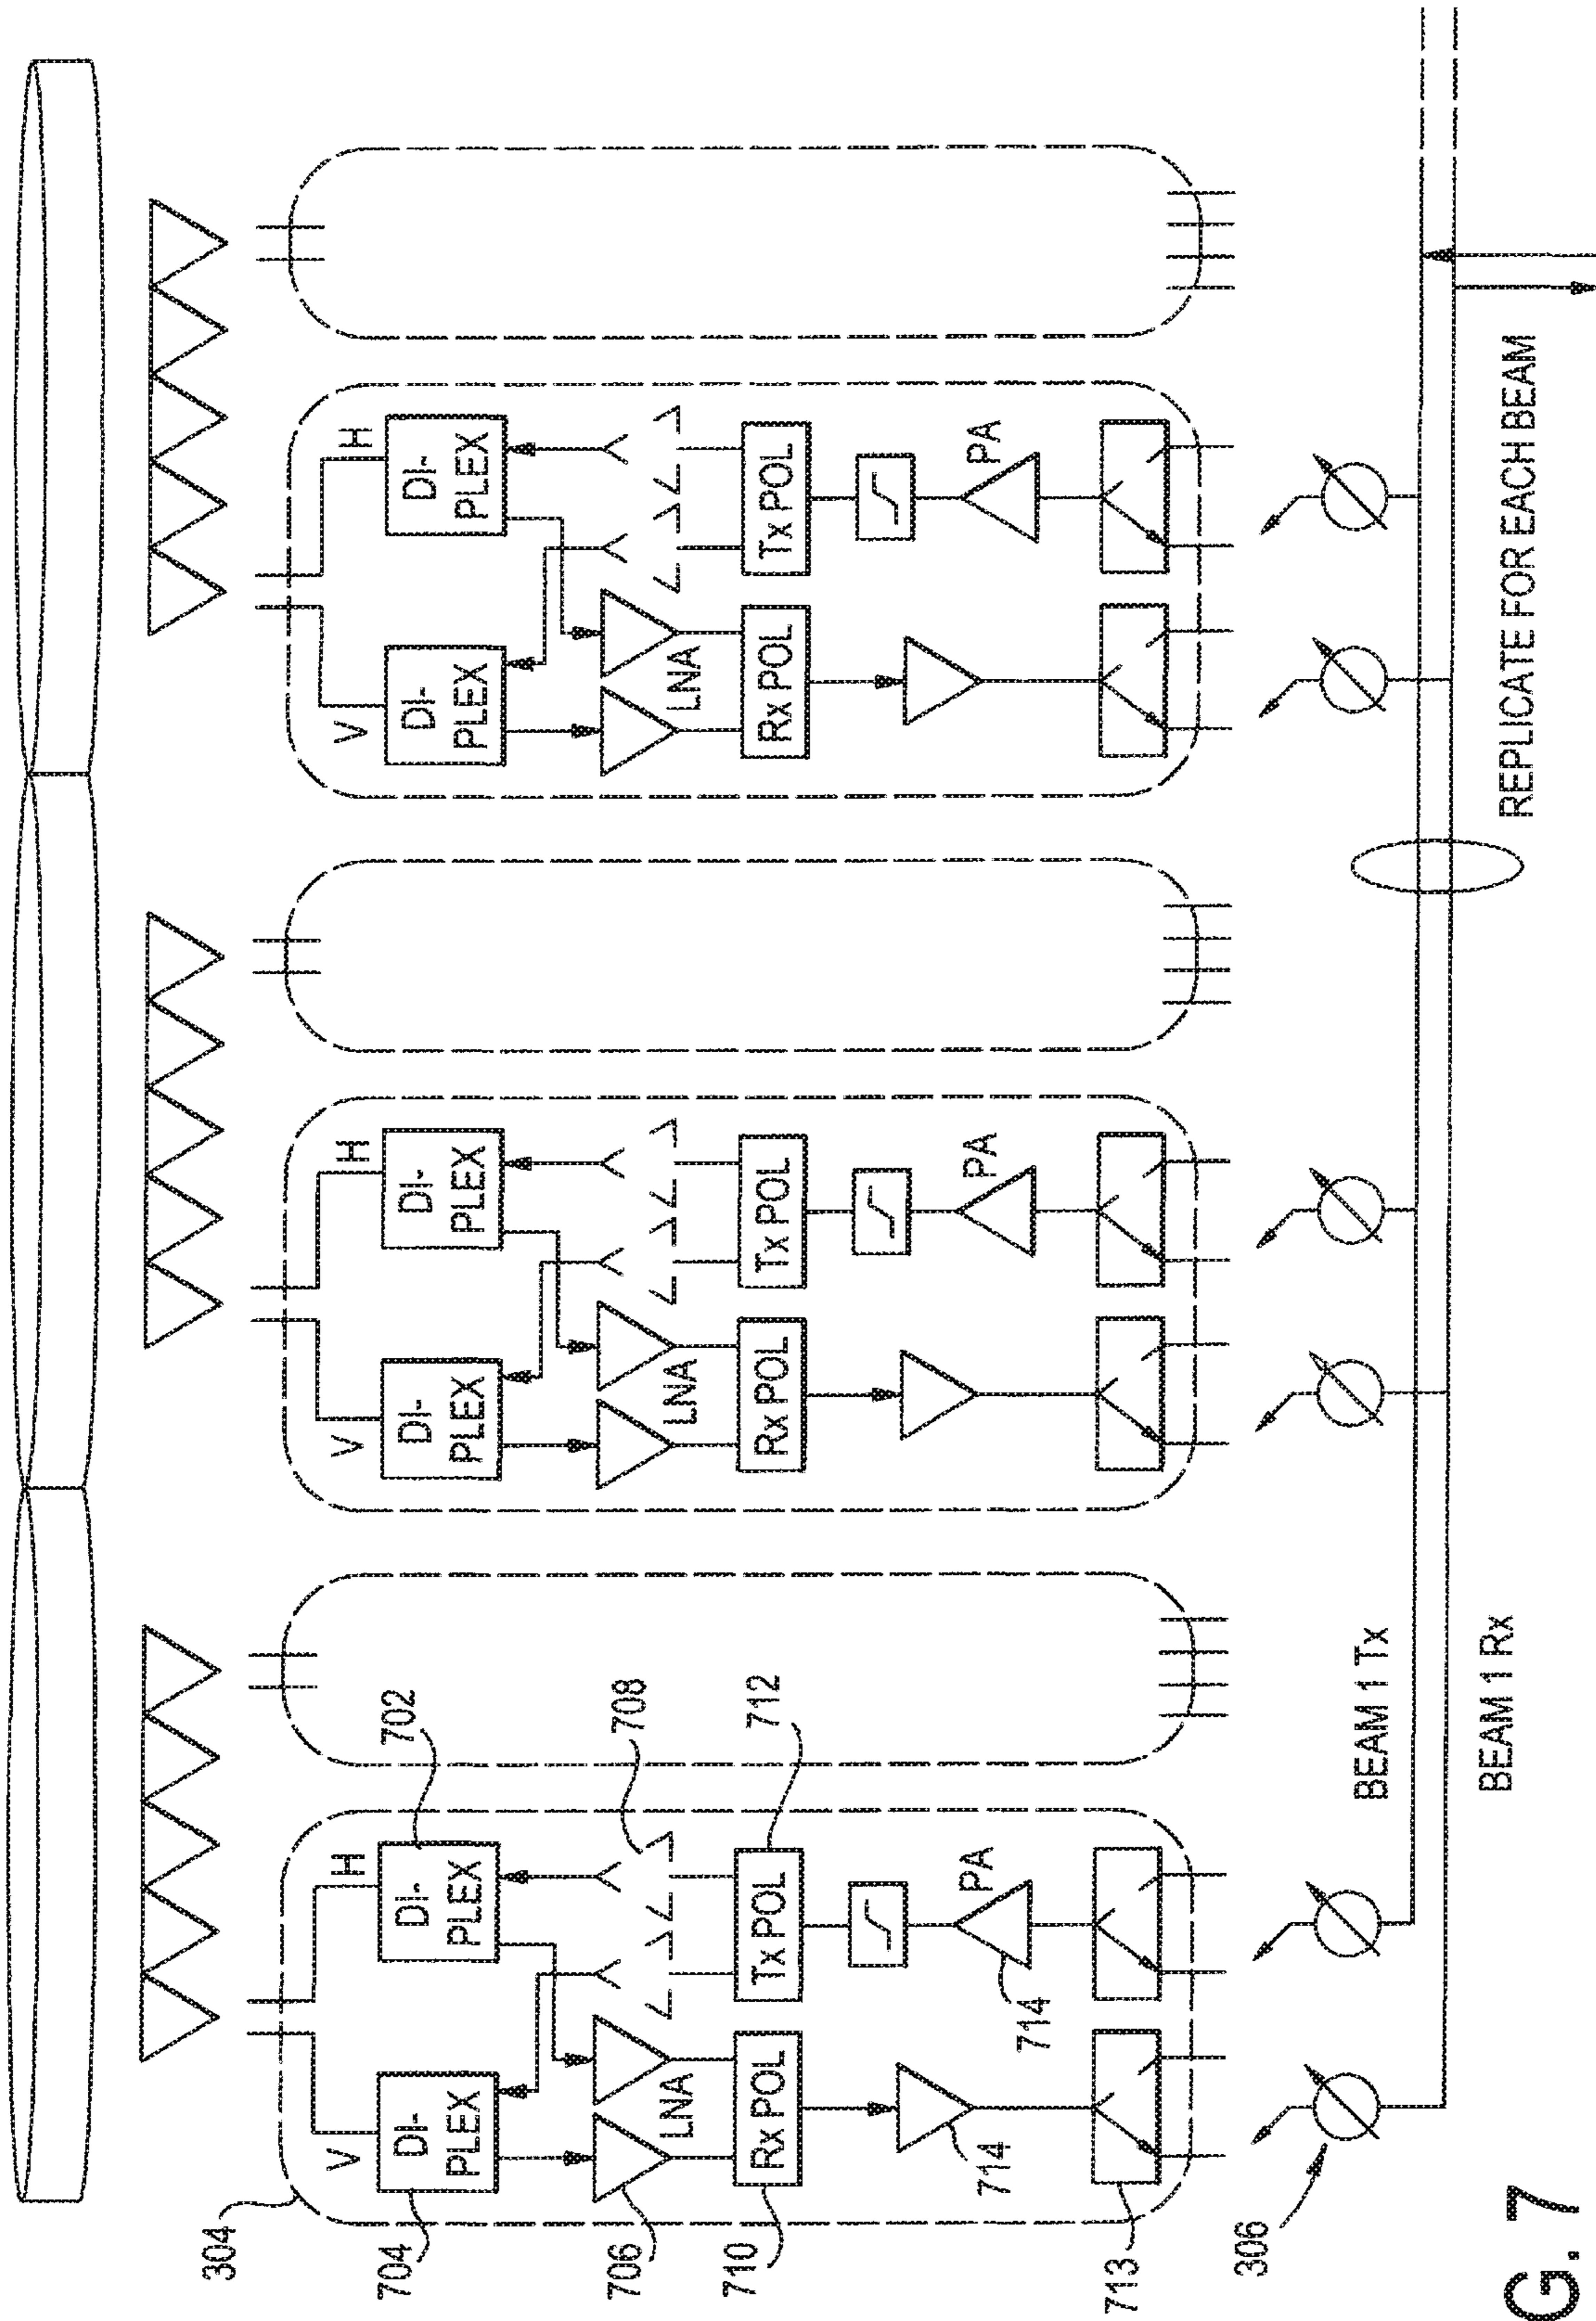 304
V
H
V
H
V
H
704
DI-
PLEX
DI-
PLEX
702
DI-
PLEX
DI-
PLEX
DI-
PLEX
DI-
PLEX
706
708
LNA
LNA
LNA
710
Rx POL
Tx POL
712
Rx POL
Tx POL
Rx POL
Tx POL
714
714
PA
PA
PA
713
306
BEAM 1 Tx
BEAM 1 Rx
REPLICATE FOR EACH BEAM
G. 7